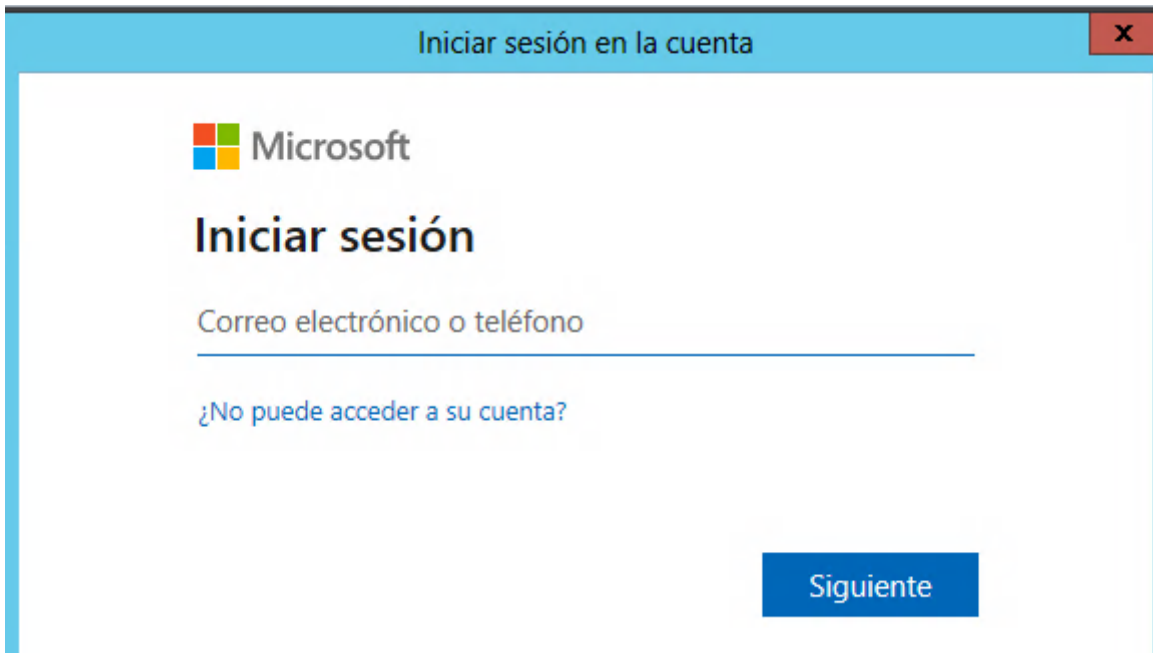 Iniciar sesión en la cuenta
x
Microsoft
Iniciar sesión
Correo electrónico o teléfono
¿No puede acceder a su cuenta?
Siguiente